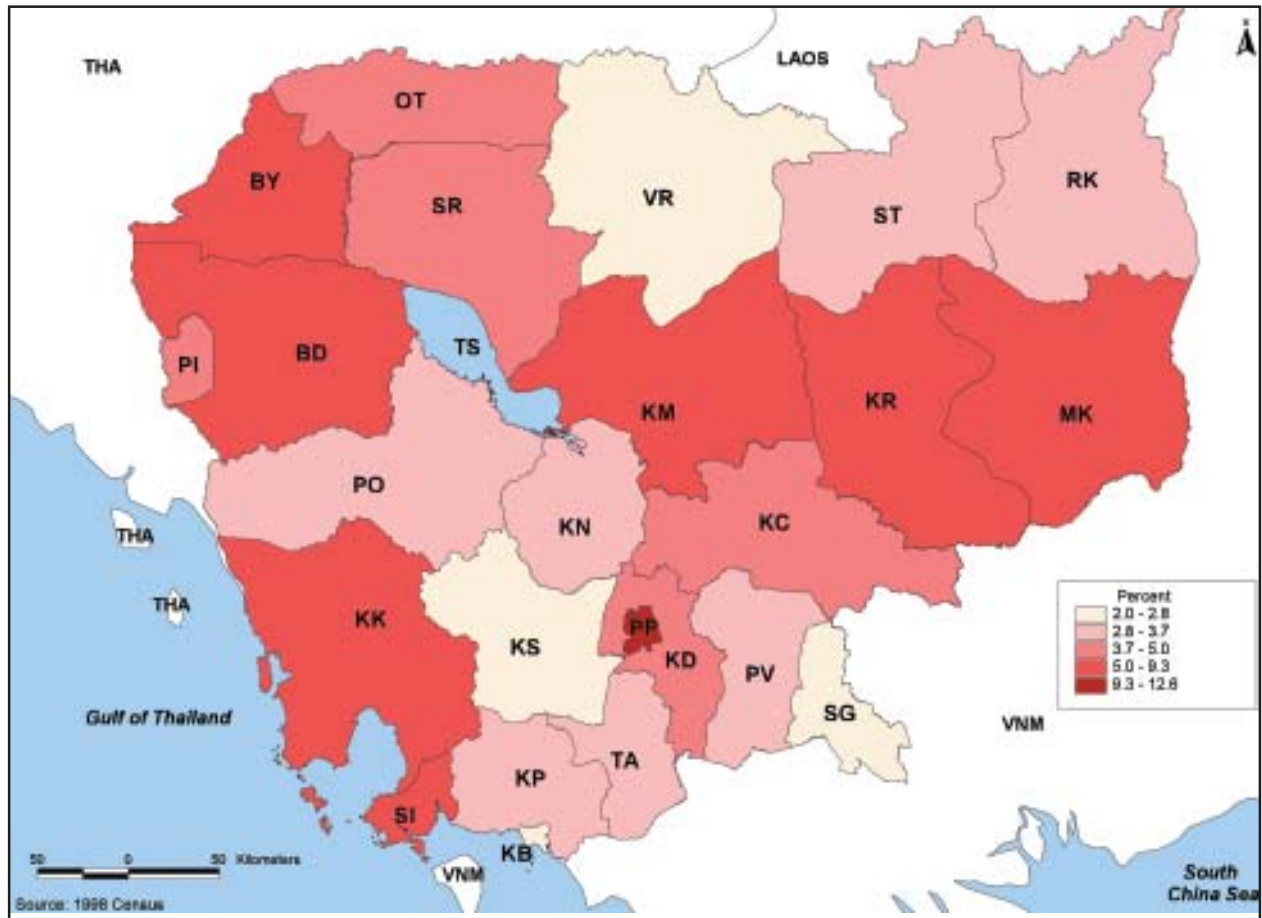 THA
LAOS
OT
BY
SR
VR
ST
RK
PI
BD
TS
KM
KR
MK
PO
KN
KC
THA
THA
KK
KS
PP
KD
PV
SG
Percent
2.0 - 2.8
2.8 - 3.7
3.7 - 5.0
5.0 - 9.3
9.3 - 12.6
Gulf of Thailand
VNM
KP
TA
SI
KB
VNM
50 0 50 Kilometers
Source: 1998 Census
South
China Sea